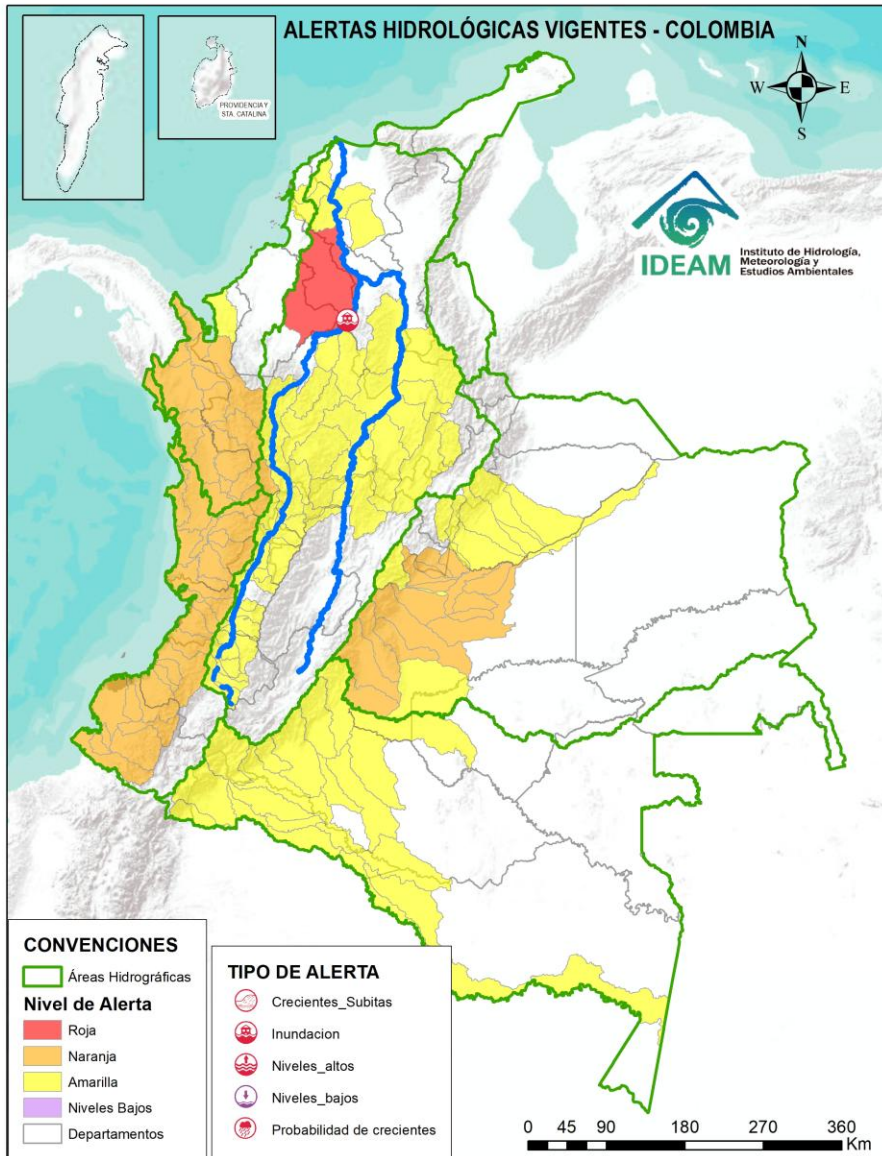 ALERTAS HIDROLÓGICAS VIGENTES - COLOMBIA
PROVIDENCIA Y
STA. CATALINA
N
W
E
S
IDEAM
Instituto de Hidrología,
Meteorología y
Estudios Ambientales
CONVENCIONES
Áreas Hidrográficas
Nivel de Alerta
Roja
Naranja
Amarilla
Niveles Bajos
Departamentos
TIPO DE ALERTA
Crecientes_Subitas
Inundacion
Niveles_altos
Niveles_bajos
Probabilidad de crecientes
0 45 90 180 270 360
Km